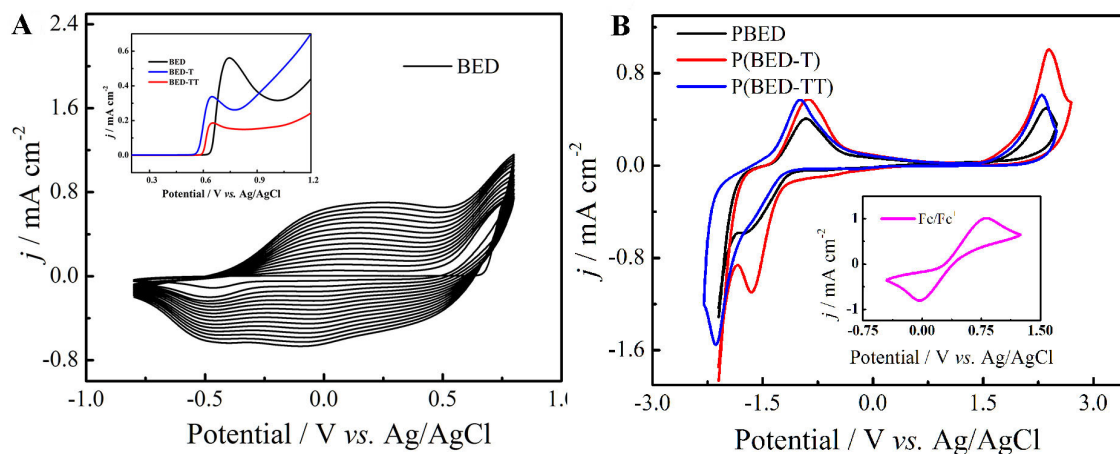 A
2.4
1.6
0.8
0.0
-0.8
j / mA cm-2
-1.0
-0.5
0.0
0.5
1.0
Potential / V vs. Ag/AgCl
BED
0.6
0.4
0.2
0.0
j / mA cm-2
BED
BED-T
BED-TT
0.3
0.6
0.9
1.2
Potential / V vs. Ag/AgCl
B
0.8
0.0
-0.8
-1.6
j / mA cm-2
PBED
P(BED-T)
P(BED-TT)
-3.0
-1.5
0.0
1.5
3.0
Potential / V vs. Ag/AgCl
Fc/Fc+
1
0
-1
j / mA cm-2
-0.75
0.00
0.75
1.50
Potential / V vs. Ag/AgCl